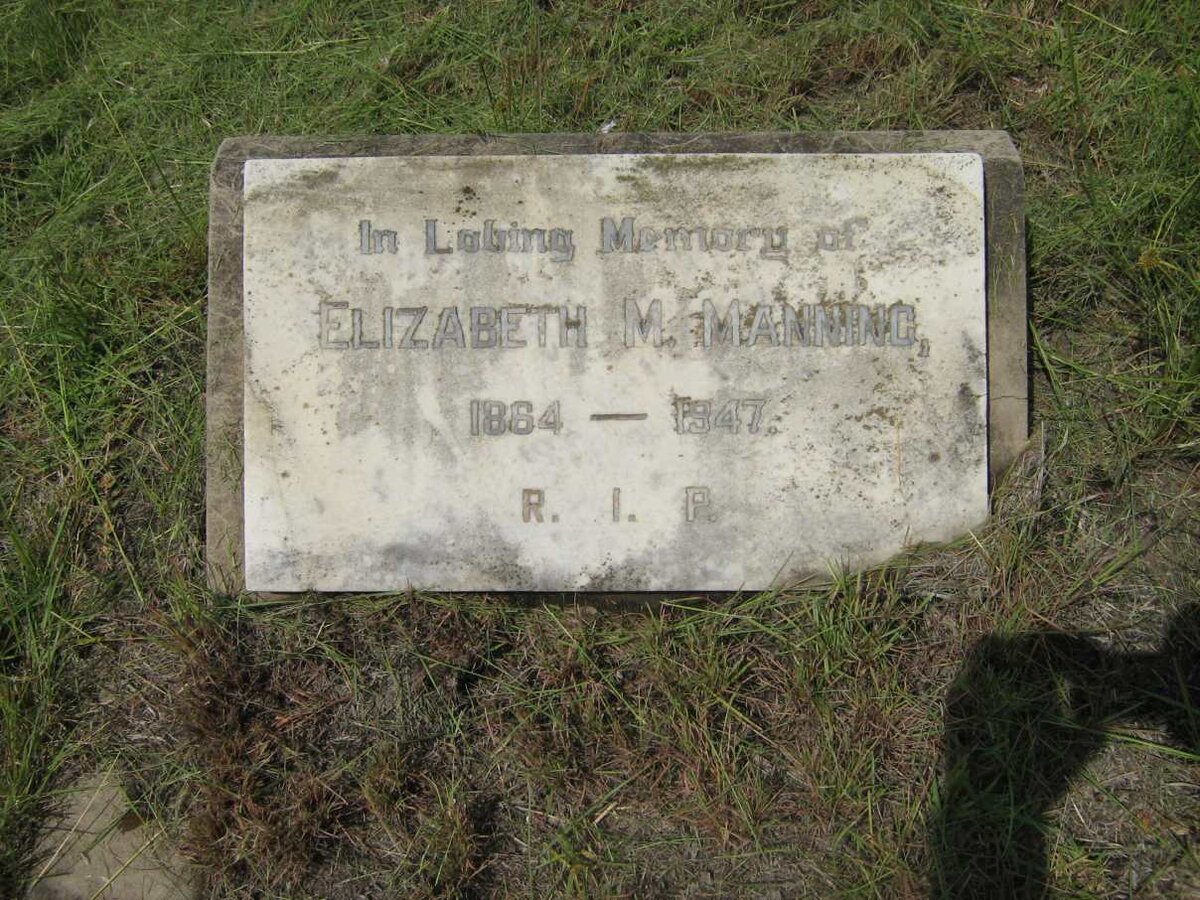 In Loving Memory of
ELIZABETH M. MANNING,
1864 — 1947.
R. I. P.